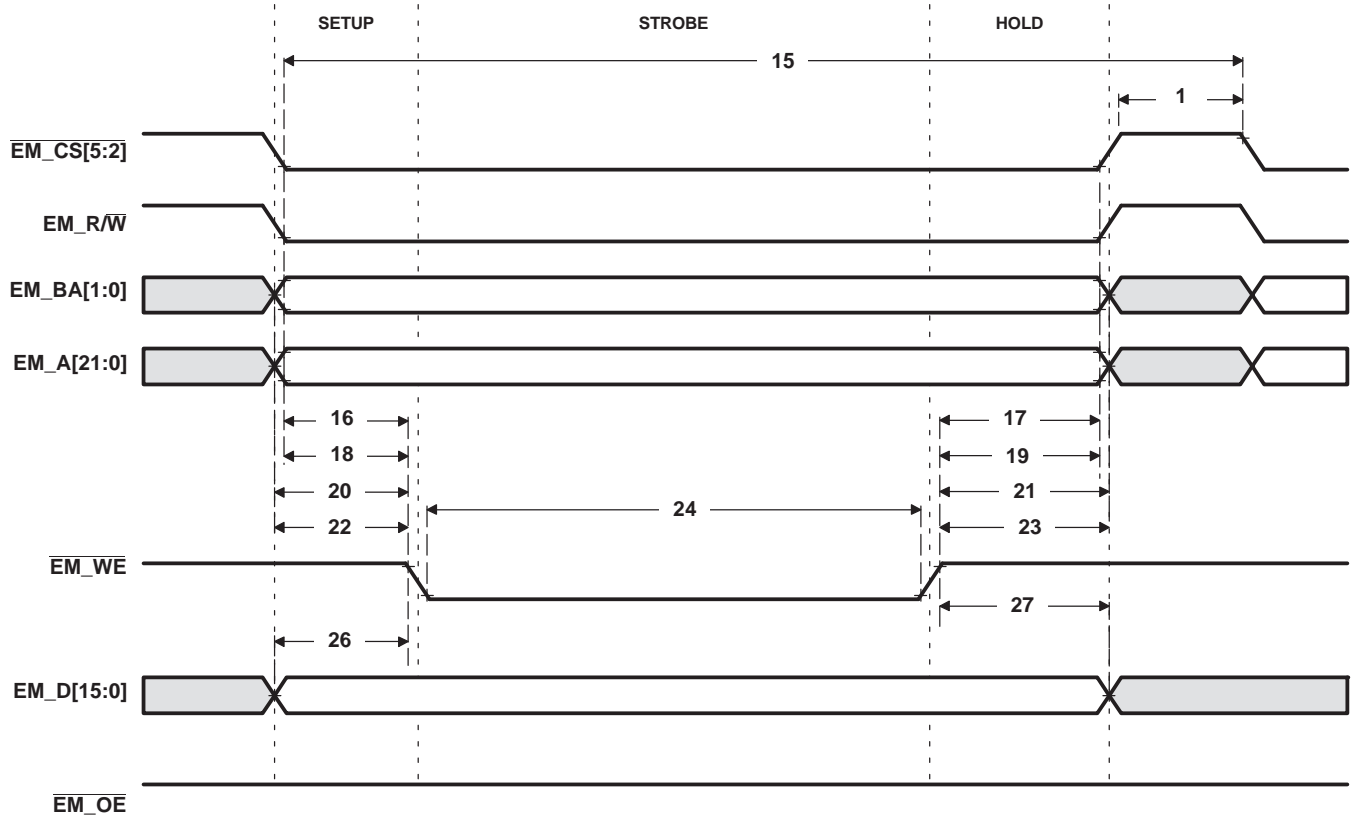 SETUP STROBE HOLD
15
1
EM_CS[5:2]
EM_R/W
EM_BA[1:0]
EM_A[21:0]
16 17
18 19
20 21
24
22 23
EM_WE
27
26
EM_D[15:0]
EM_OE